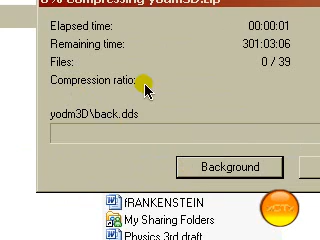 0% Compressing yodm3D.zip
Elapsed time: 00:00:01
Remaining time: 301:03:06
Files: 0 / 39
Compression ratio:
yodm3D\back.dds
Background
fRANKENSTEIN
My Sharing Folders
Physics 3rd draft